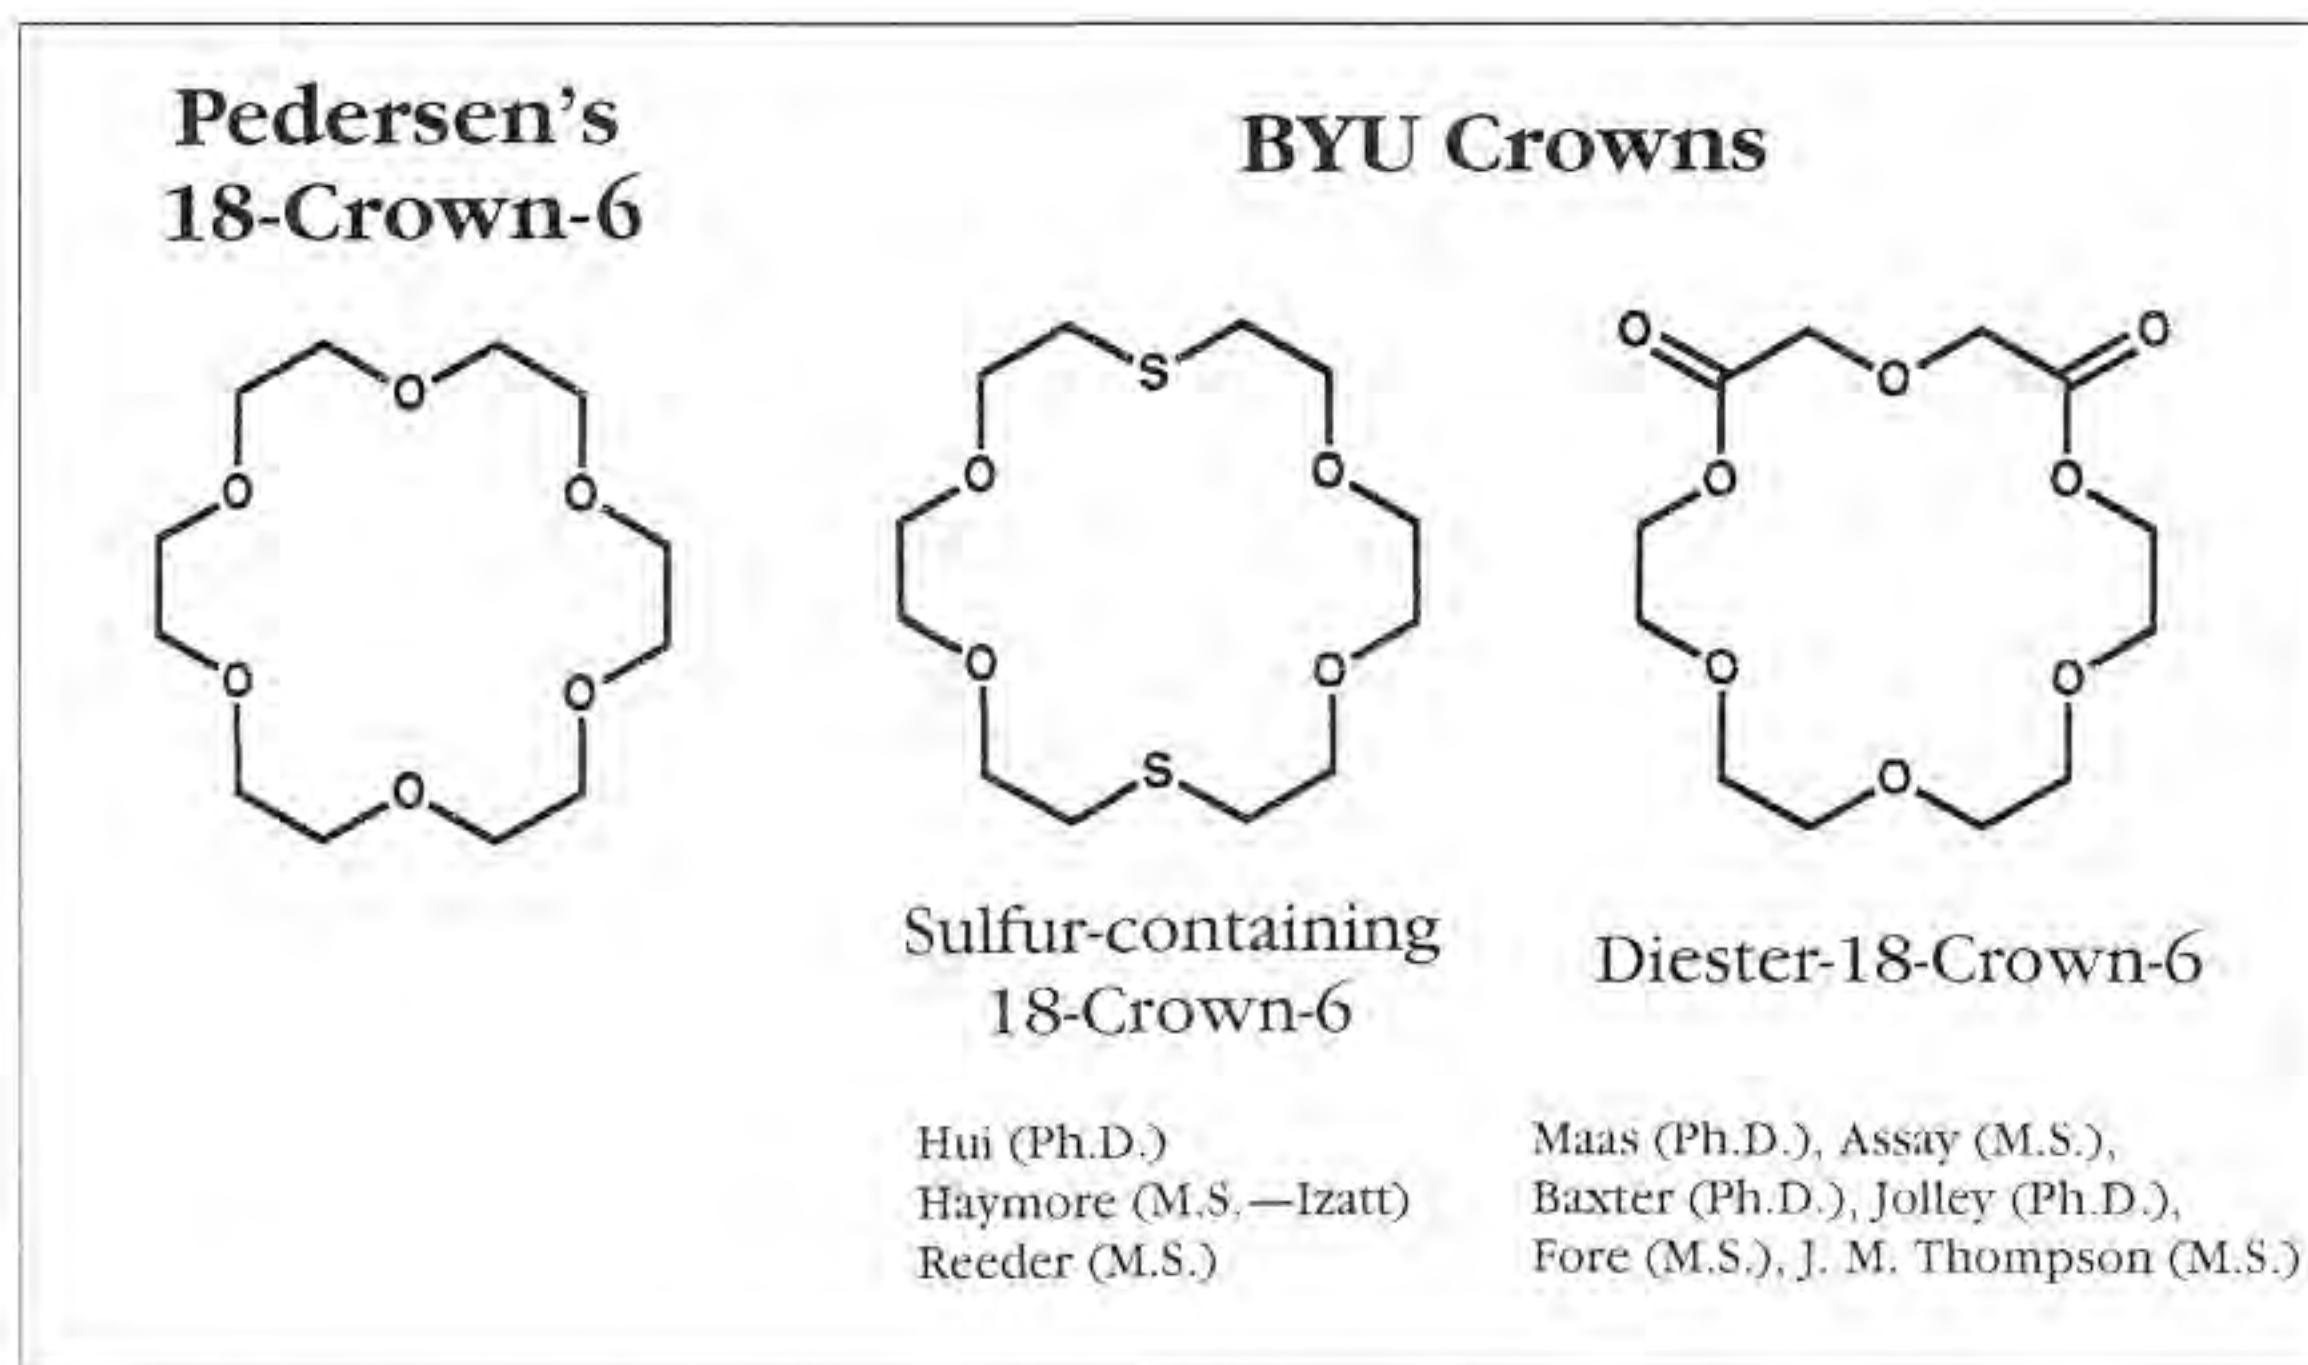 Pedersen's
18-Crown-6
BYU Crowns
O
O
O
O
O
O
S
O
O
O
O
S
O
O
O
O
O
O
O
O
Sulfur-containing
18-Crown-6
Diester-18-Crown-6
Hui (Ph.D.)
Haymore (M.S.—Izatt)
Reeder (M.S.)
Maas (Ph.D.), Assay (M.S.),
Baxter (Ph.D.), Jolley (Ph.D.),
Fore (M.S.), J. M. Thompson (M.S.)